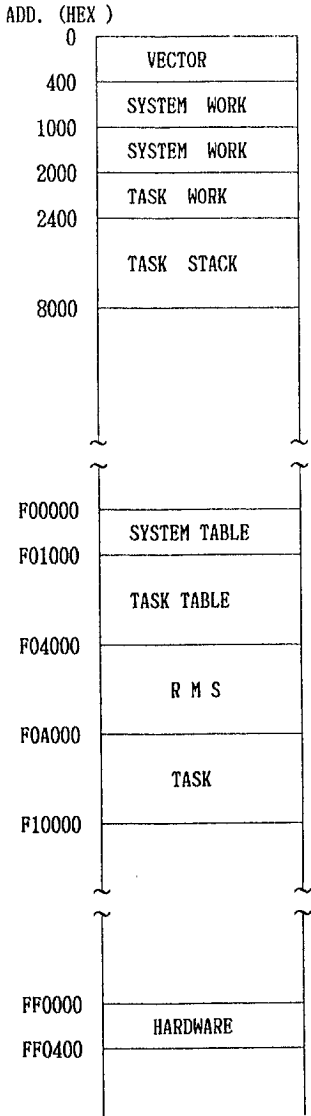 ADD. (HEX )
0
VECTOR
400
SYSTEM WORK
1000
SYSTEM WORK
2000
TASK WORK
2400
TASK STACK
8000
F00000
SYSTEM TABLE
F01000
TASK TABLE
F04000
R M S
F0A000
TASK
F10000
FF0000
HARDWARE
FF0400